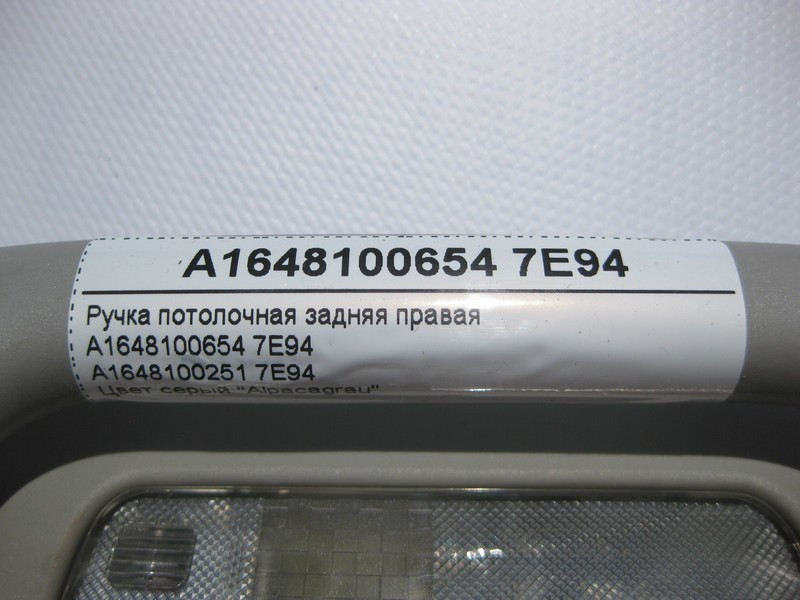 A1648100654 7E94
Ручка потолочная задняя правая
A1648100654 7E94
A1648100251 7E94
Цвет серый "Alpacagrau"